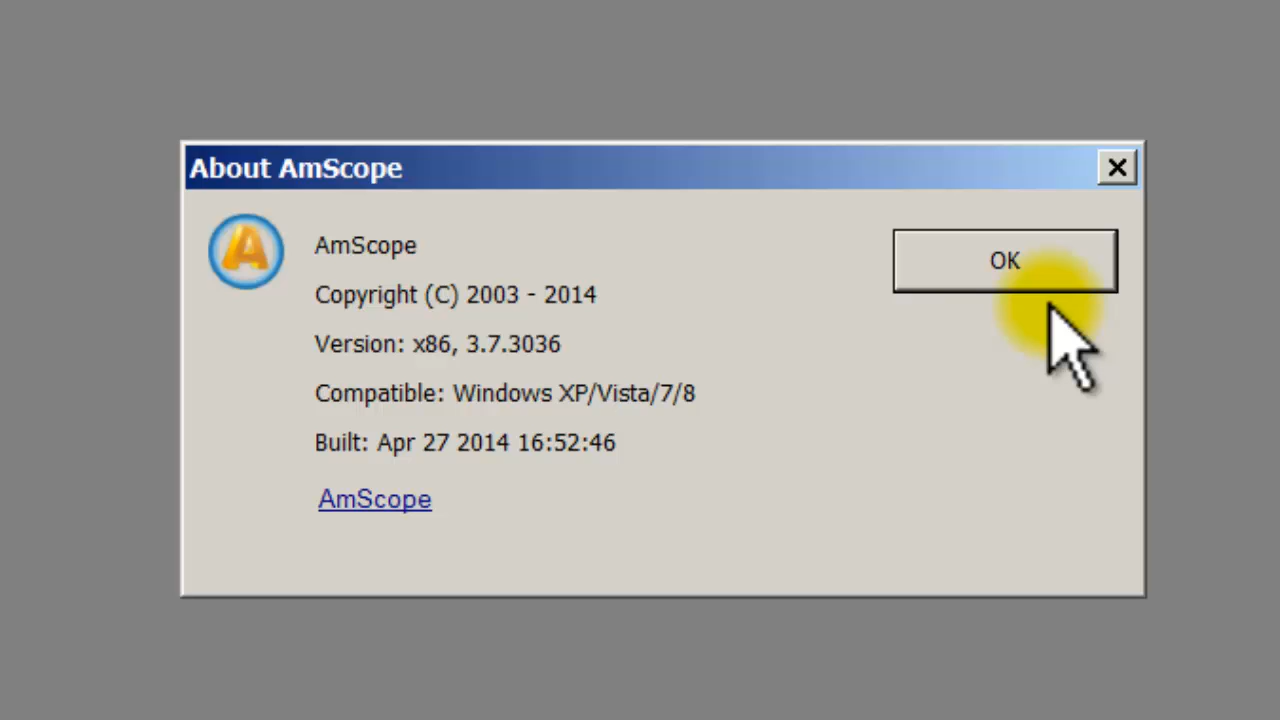 About AmScope
AmScope
OK
Copyright (C) 2003 - 2014
Version: x86, 3.7.3036
Compatible: Windows XP/Vista/7/8
Built: Apr 27 2014 16:52:46
AmScope